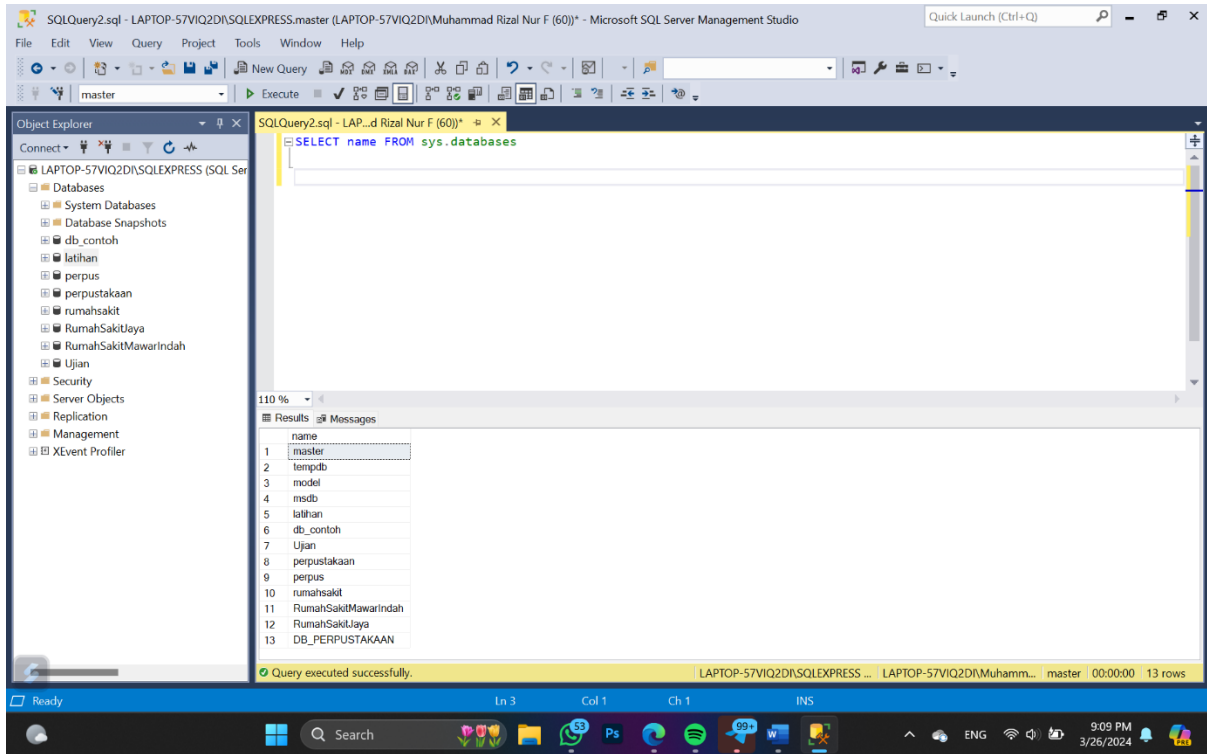 SQLQuery2.sql - LAPTOP-57VIQ2DI\SQLEXPRESS.master (LAPTOP-57VIQ2DI\Muhammad Rizal Nur F (60))* - Microsoft SQL Server Management Studio
Quick Launch (Ctrl+Q)
File Edit View Query Project Tools Window Help
New Query
master
Execute
Object Explorer
Connect
LAPTOP-57VIQ2DI\SQLEXPRESS (SQL Ser
Databases
System Databases
Database Snapshots
db_contoh
latihan
perpus
perpustakaan
rumahsakit
RumahSakitJaya
RumahSakitMawarIndah
Ujian
Security
Server Objects
Replication
Management
XEvent Profiler
SQLQuery2.sql - LAP...d Rizal Nur F (60))*
SELECT name FROM sys.databases
110 %
Results Messages
name
1 master
2 tempdb
3 model
4 msdb
5 latihan
6 db_contoh
7 Ujian
8 perpustakaan
9 perpus
10 rumahsakit
11 RumahSakitMawarIndah
12 RumahSakitJaya
13 DB_PERPUSTAKAAN
Query executed successfully. LAPTOP-57VIQ2DI\SQLEXPRESS ... LAPTOP-57VIQ2DI\Muhamm... master 00:00:00 13 rows
Ready Ln 3 Col 1 Ch 1 INS
Search 53 Ps 99+ W ENG 9:09 PM
3/26/2024
PRE